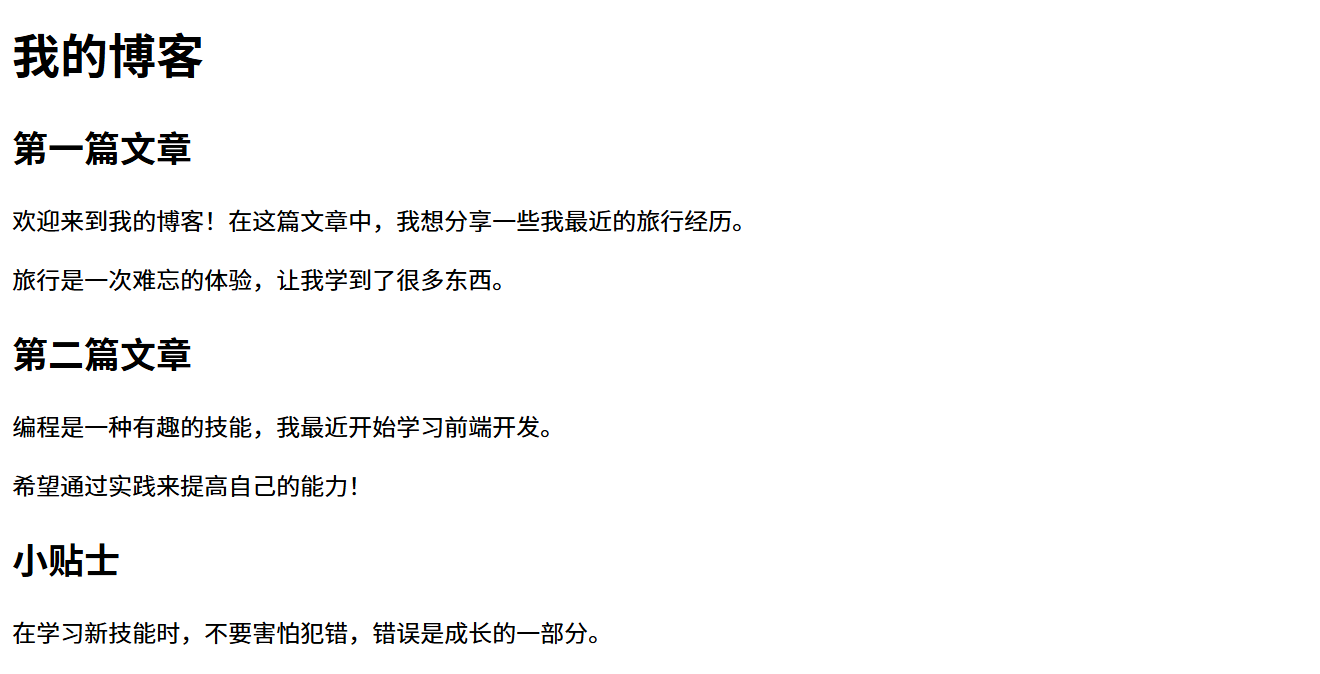 我的博客
第一篇文章
欢迎来到我的博客！在这篇文章中，我想分享一些我最近的旅行经历。
旅行是一次难忘的体验，让我学到了很多东西。
第二篇文章
编程是一种有趣的技能，我最近开始学习前端开发。
希望通过实践来提高自己的能力！
小贴士
在学习新技能时，不要害怕犯错，错误是成长的一部分。